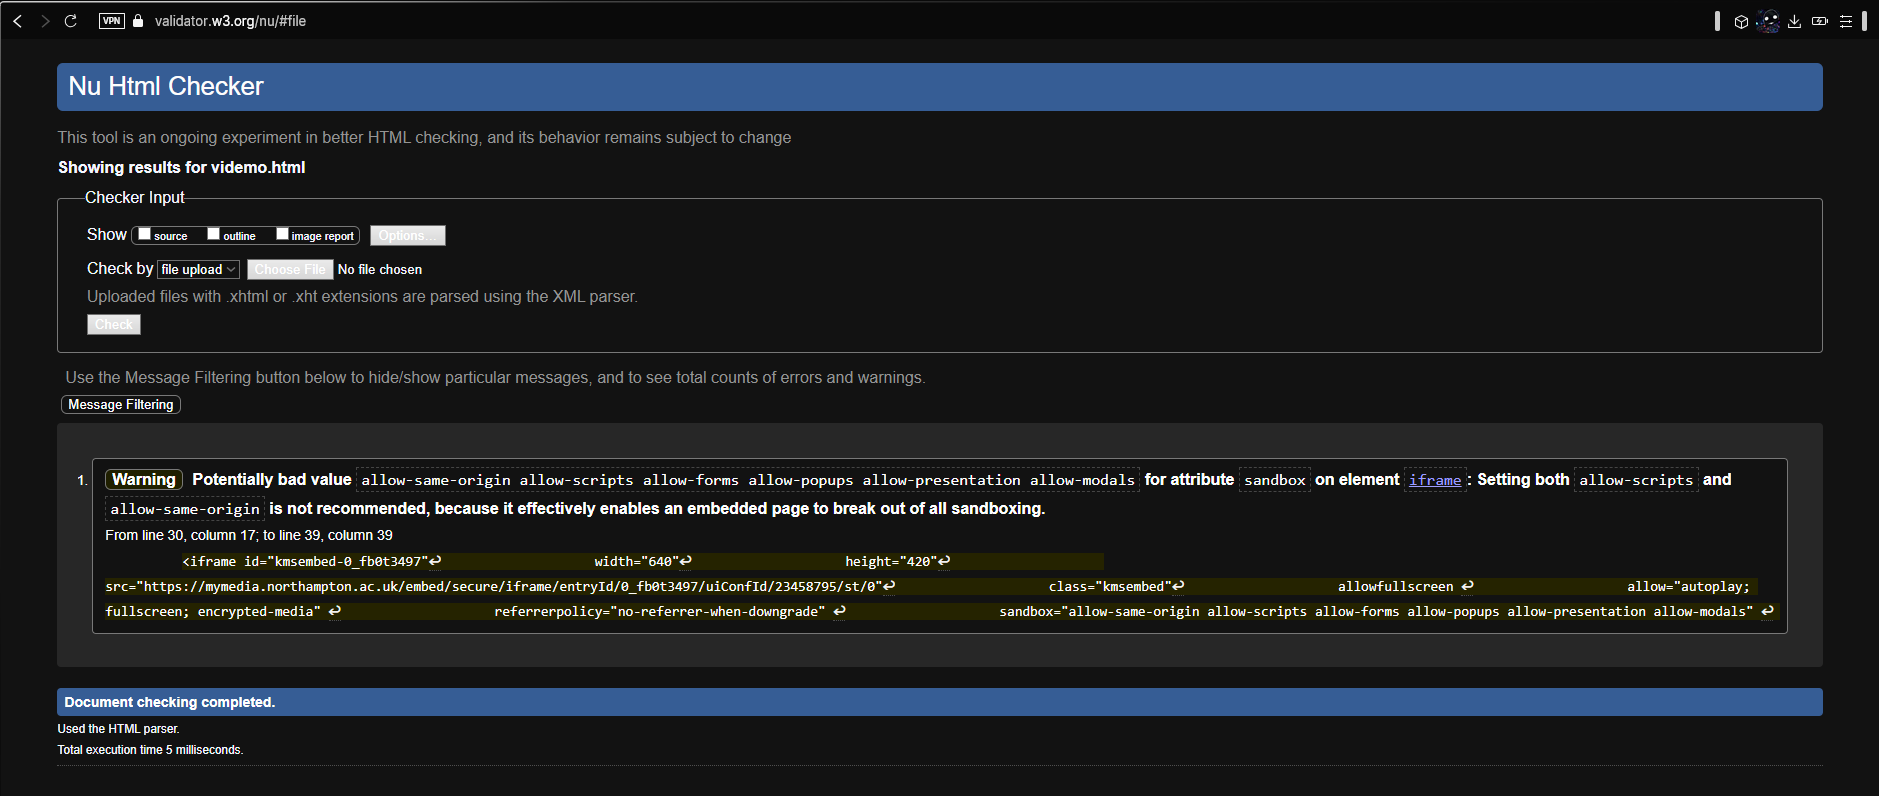 VPN validator.w3.org/nu/#file
Nu Html Checker
This tool is an ongoing experiment in better HTML checking, and its behavior remains subject to change
Showing results for videmo.html
Checker Input
Show source outline image report Options...
Check by file upload Choose File No file chosen
Uploaded files with .xhtml or .xht extensions are parsed using the XML parser.
Check
Use the Message Filtering button below to hide/show particular messages, and to see total counts of errors and warnings.
Message Filtering
1. Warning Potentially bad value allow-same-origin allow-scripts allow-forms allow-popups allow-presentation allow-modals for attribute sandbox on element iframe: Setting both allow-scripts and
allow-same-origin is not recommended, because it effectively enables an embedded page to break out of all sandboxing.
From line 30, column 17; to line 39, column 39
<iframe id="kmsembed-0_fb0t3497"↩ width="640"↩ height="420"↩
src="https://mymedia.northampton.ac.uk/embed/secure/iframe/entryId/0_fb0t3497/uiConfId/23458795/st/0"↩ class="kmsembed"↩ allowfullscreen ↩ allow="autoplay;
fullscreen; encrypted-media" ↩ referrerpolicy="no-referrer-when-downgrade" ↩ sandbox="allow-same-origin allow-scripts allow-forms allow-popups allow-presentation allow-modals" ↩
Document checking completed.
Used the HTML parser.
Total execution time 5 milliseconds.